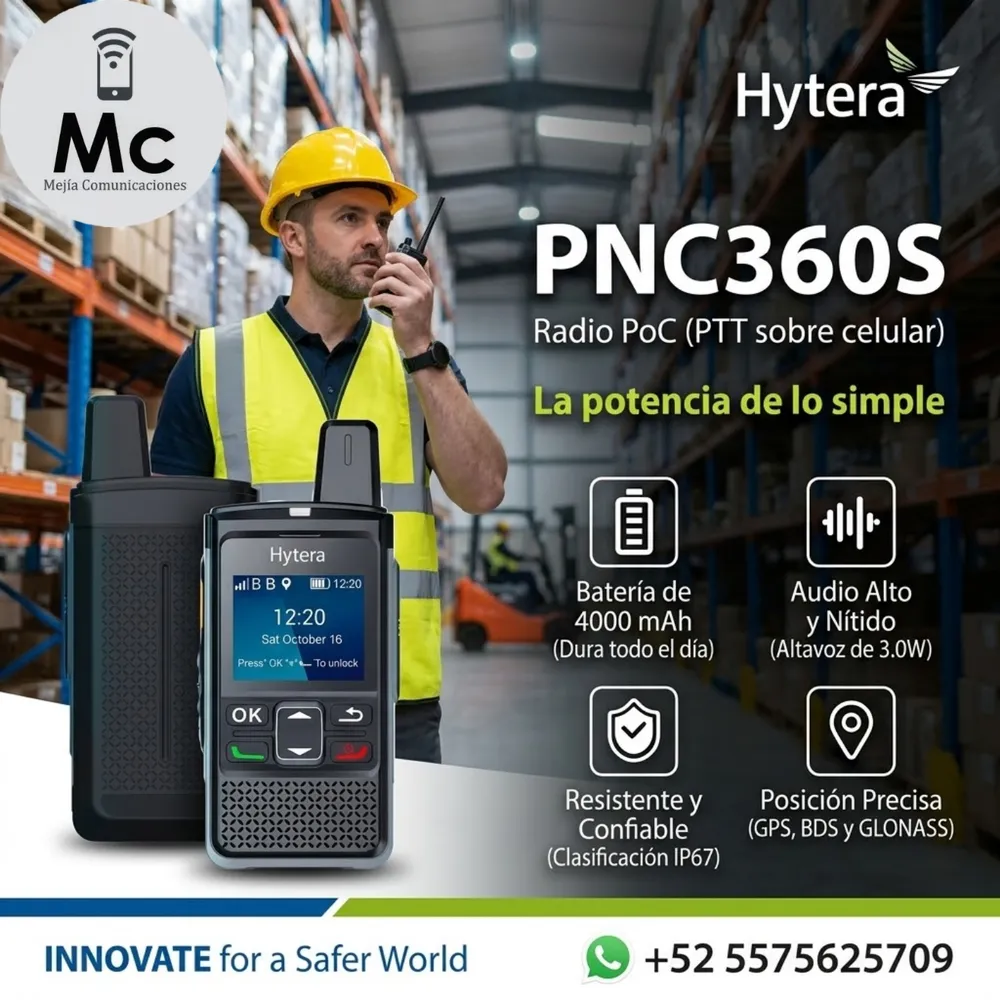 Mc
Mejía Comunicaciones
Hytera
PNC360S
Radio PoC (PTT sobre celular)
La potencia de lo simple
Batería de
4000 mAh
(Dura todo el día)
Audio Alto
y Nítido
(Altavoz de 3.0W)
Resistente y
Confiable
(Clasificación IP67)
Posición Precisa
(GPS, BDS y GLONASS)
Hytera
B B 12:20
12:20
Sat October 16
Press" OK "*" To unlock
OK
INNOVATE for a Safer World
+52 5575625709